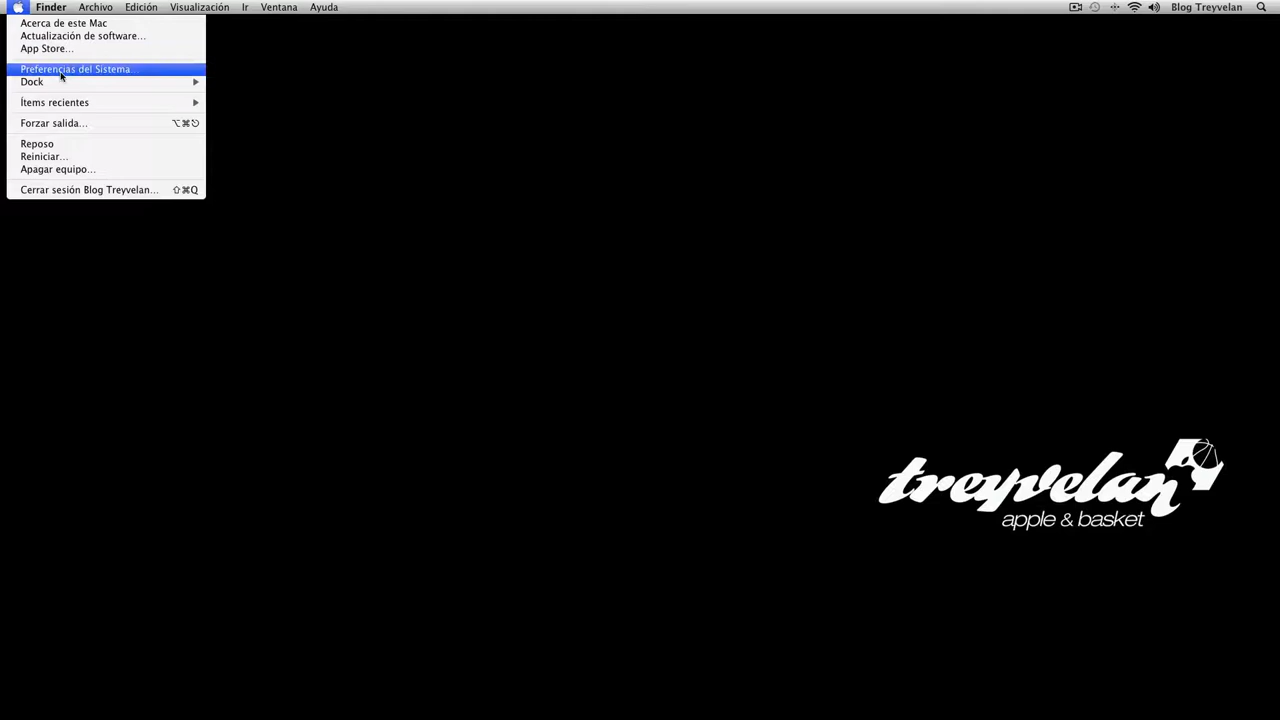 Finder Archivo Edición Visualización Ir Ventana Ayuda Blog Treyvelan
Acerca de este Mac
Actualización de software...
App Store...
Preferencias del Sistema...
Dock
Ítems recientes
Forzar salida... ⌥⌘⎋
Reposo
Reiniciar...
Apagar equipo...
Cerrar sesión Blog Treyvelan... ⇧⌘Q
treyvelan
apple & basket